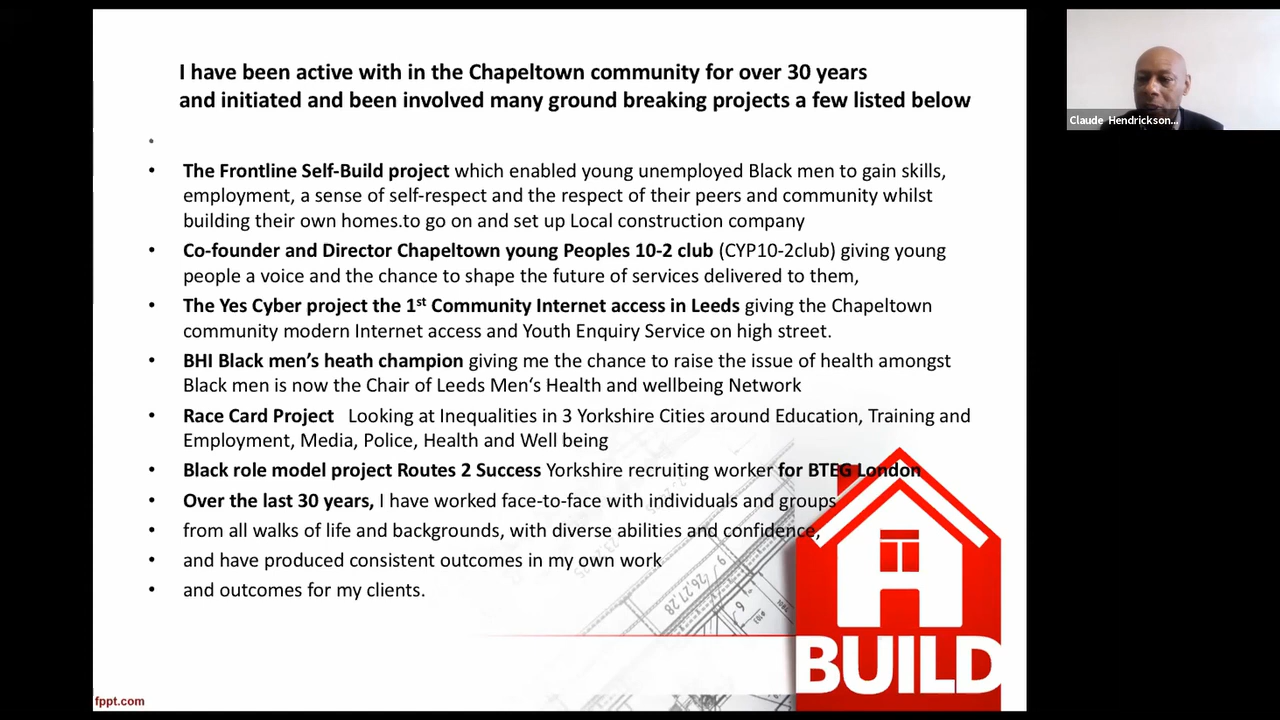 I have been active with in the Chapeltown community for over 30 years
and initiated and been involved many ground breaking projects a few listed below
•
• The Frontline Self-Build project which enabled young unemployed Black men to gain skills,
employment, a sense of self-respect and the respect of their peers and community whilst
building their own homes.to go on and set up Local construction company
• Co-founder and Director Chapeltown young Peoples 10-2 club (CYP10-2club) giving young
people a voice and the chance to shape the future of services delivered to them,
• The Yes Cyber project the 1st Community Internet access in Leeds giving the Chapeltown
community modern Internet access and Youth Enquiry Service on high street.
• BHI Black men’s heath champion giving me the chance to raise the issue of health amongst
Black men is now the Chair of Leeds Men‘s Health and wellbeing Network
• Race Card Project Looking at Inequalities in 3 Yorkshire Cities around Education, Training and
Employment, Media, Police, Health and Well being
• Black role model project Routes 2 Success Yorkshire recruiting worker for BTEG London
• Over the last 30 years, I have worked face-to-face with individuals and groups
• from all walks of life and backgrounds, with diverse abilities and confidence,
• and have produced consistent outcomes in my own work
• and outcomes for my clients.
26,27,28
9
6
BUILD
fppt.com
Claude Hendrickson...